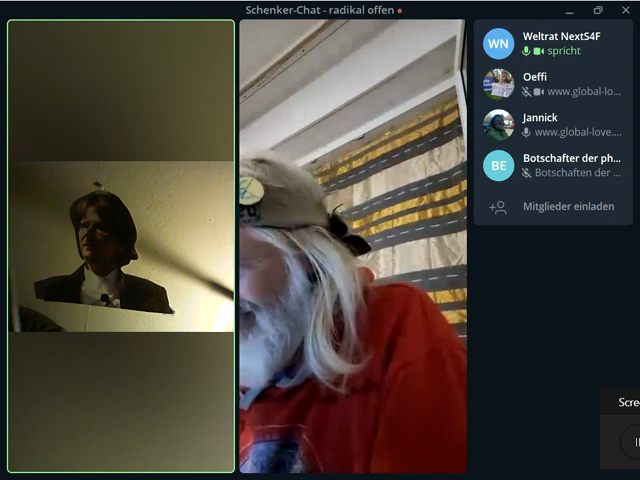 Schenker-Chat - radikal offen
WN
Weltrat NextS4F
spricht
Oeffi
www.global-lo...
Jannick
www.global-love....
BE
Botschafter der ph...
Botschaften der ...
Mitglieder einladen
Scre